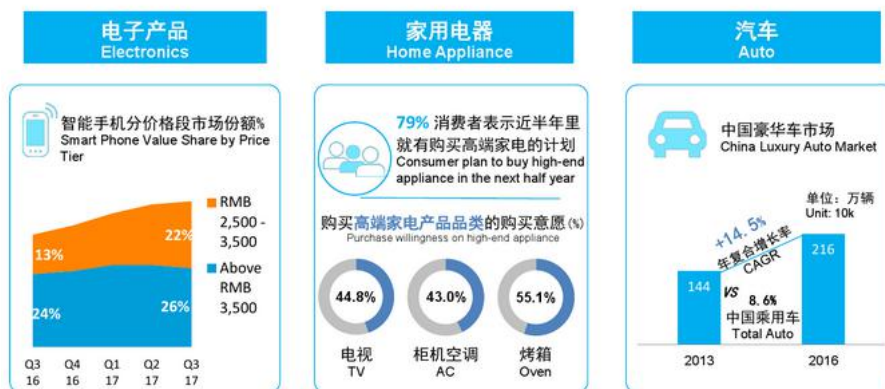 电子产品
Electronics
智能手机分价格段市场份额%
Smart Phone Value Share by Price
Tier
RMB
2,500 -
3,500
Above
RMB
3,500
13%
22%
24%
26%
Q3
16
Q4
16
Q1
17
Q2
17
Q3
17
家用电器
Home Appliance
79% 消费者表示近半年里
就有购买高端家电的计划
Consumer plan to buy high-end
appliance in the next half year
购买高端家电产品品类的购买意愿(%)
Purchase willingness on high-end appliance
44.8%
43.0%
55.1%
电视
TV
柜机空调
AC
烤箱
Oven
汽车
Auto
中国豪华车市场
China Luxury Auto Market
单位：万辆
Unit: 10k
+14.5%
年复合增长率
CAGR
144
216
VS
8.6%
中国乘用车
Total Auto
2013
2016